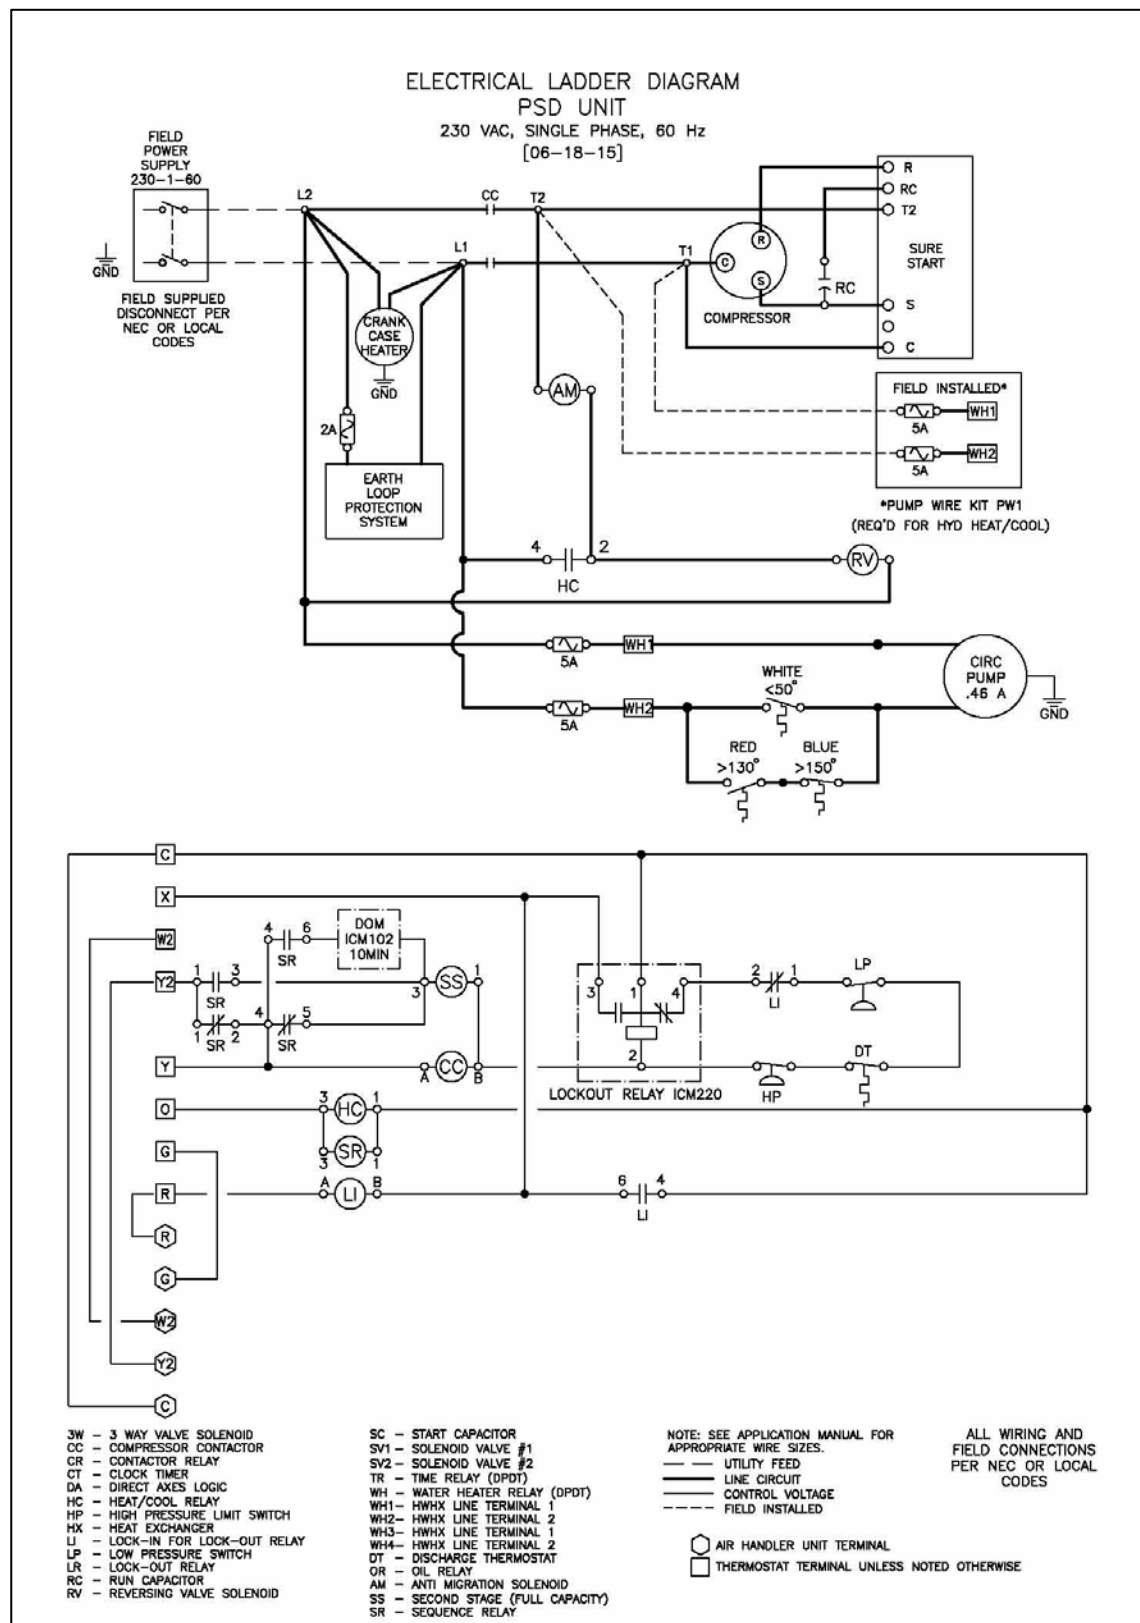 ELECTRICAL LADDER DIAGRAM
PSD UNIT
230 VAC, SINGLE PHASE, 60 Hz
[06-18-15]
FIELD
POWER
SUPPLY
230-1-60
GND
FIELD SUPPLIED
DISCONNECT PER
NEC OR LOCAL
CODES
L2
CC
T2
L1
T1
R
C
S
COMPRESSOR
RC
R
RC
T2
SURE
START
S
C
CRANK
CASE
HEATER
GND
2A
EARTH
LOOP
PROTECTION
SYSTEM
AM
FIELD INSTALLED*
WH1
5A
WH2
5A
*PUMP WIRE KIT PW1
(REQ'D FOR HYD HEAT/COOL)
4
2
HC
RV
5A
WH1
5A
WH2
WHITE
<50°
RED
>130°
BLUE
>150°
CIRC
PUMP
.46 A
GND
C
X
W2
4 6
SR
DOM
ICM102
10MIN
Y2
1 3
SR
3 SS 1
1 2
SR
4 5
SR
Y
A CC B
3 1 4
2
LOCKOUT RELAY ICM220
2 1
LI
LP
HP
DT
O
3 HC 1
G
3 SR 1
R
A LI B
6 4
LI
R
G
W2
Y2
C
3W - 3 WAY VALVE SOLENOID
CC - COMPRESSOR CONTACTOR
CR - CONTACTOR RELAY
CT - CLOCK TIMER
DA - DIRECT AXES LOGIC
HC - HEAT/COOL RELAY
HP - HIGH PRESSURE LIMIT SWITCH
HX - HEAT EXCHANGER
LI - LOCK-IN FOR LOCK-OUT RELAY
LP - LOW PRESSURE SWITCH
LR - LOCK-OUT RELAY
RC - RUN CAPACITOR
RV - REVERSING VALVE SOLENOID
SC - START CAPACITOR
SV1 - SOLENOID VALVE #1
SV2 - SOLENOID VALVE #2
TR - TIME RELAY (DPDT)
WH - WATER HEATER RELAY (DPDT)
WH1- HWHX LINE TERMINAL 1
WH2- HWHX LINE TERMINAL 2
WH3- HWHX LINE TERMINAL 1
WH4- HWHX LINE TERMINAL 2
DT - DISCHARGE THERMOSTAT
OR - OIL RELAY
AM - ANTI MIGRATION SOLENOID
SS - SECOND STAGE (FULL CAPACITY)
SR - SEQUENCE RELAY
NOTE: SEE APPLICATION MANUAL FOR
APPROPRIATE WIRE SIZES.
UTILITY FEED
LINE CIRCUIT
CONTROL VOLTAGE
FIELD INSTALLED
AIR HANDLER UNIT TERMINAL
THERMOSTAT TERMINAL UNLESS NOTED OTHERWISE
ALL WIRING AND
FIELD CONNECTIONS
PER NEC OR LOCAL
CODES